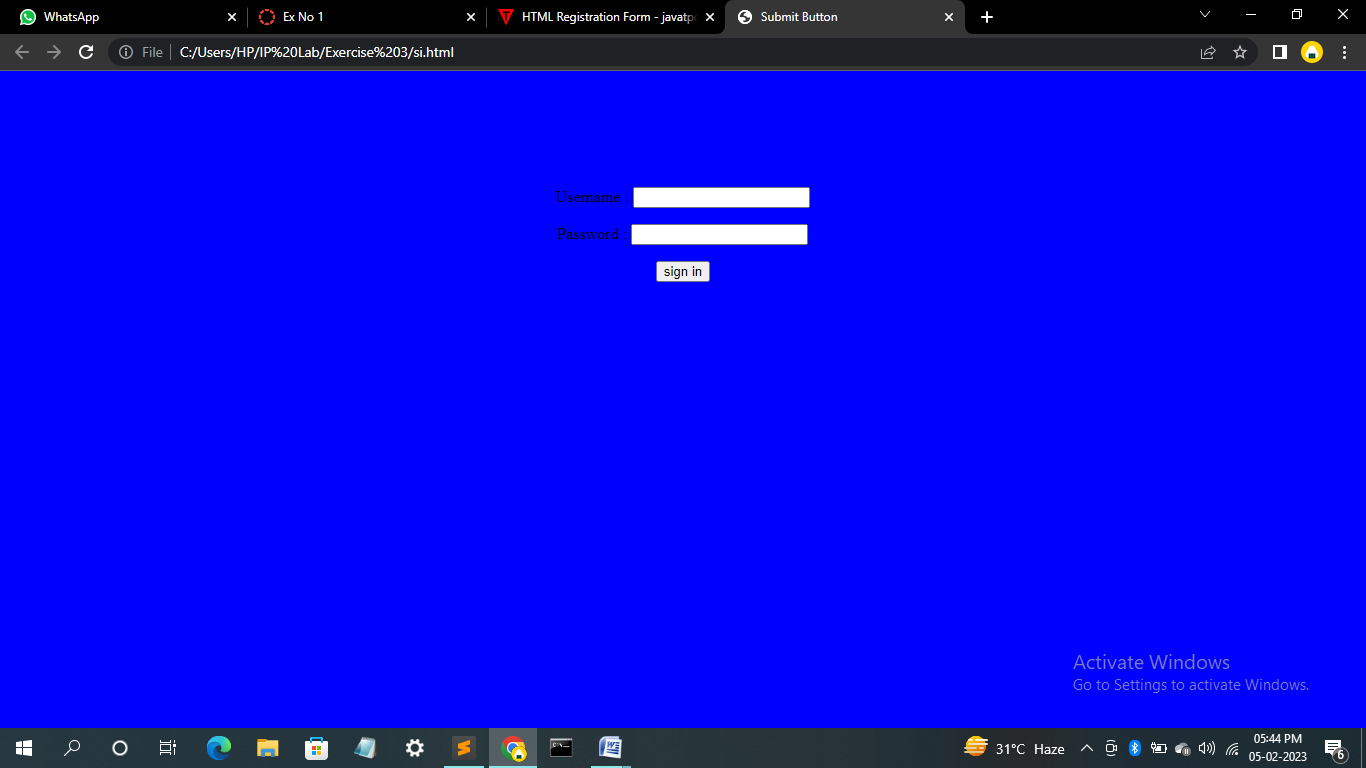 WhatsApp
Ex No 1
HTML Registration Form - javatp
Submit Button
File
C:/Users/HP/IP%20Lab/Exercise%203/si.html
Username :
Password :
sign in
Activate Windows
Go to Settings to activate Windows.
31°C Haze
05:44 PM
05-02-2023
6